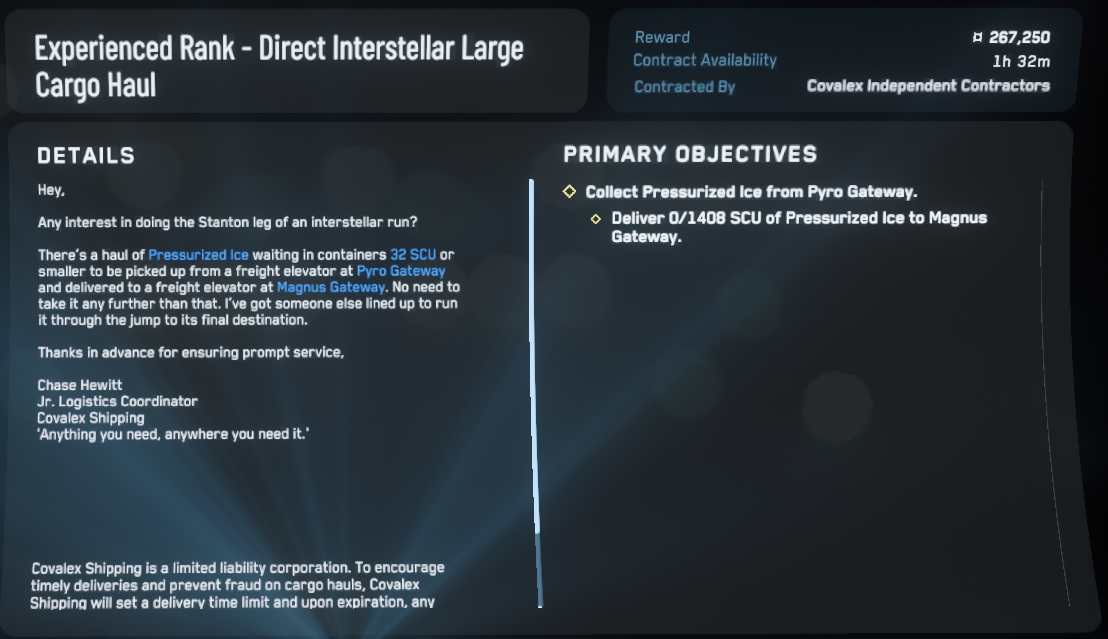 Experienced Rank - Direct Interstellar Large
Cargo Haul
Reward ¤ 267,250
Contract Availability 1h 32m
Contracted By Covalex Independent Contractors
DETAILS
Hey,
Any interest in doing the Stanton leg of an interstellar run?
There's a haul of Pressurized Ice waiting in containers 32 SCU or
smaller to be picked up from a freight elevator at Pyro Gateway
and delivered to a freight elevator at Magnus Gateway. No need to
take it any further than that. I've got someone else lined up to run
it through the jump to its final destination.
Thanks in advance for ensuring prompt service,
Chase Hewitt
Jr. Logistics Coordinator
Covalex Shipping
'Anything you need, anywhere you need it.'
Covalex Shipping is a limited liability corporation. To encourage
timely deliveries and prevent fraud on cargo hauls, Covalex
Shipping will set a delivery time limit and upon expiration, any
PRIMARY OBJECTIVES
Collect Pressurized Ice from Pyro Gateway.
Deliver 0/1408 SCU of Pressurized Ice to Magnus
Gateway.